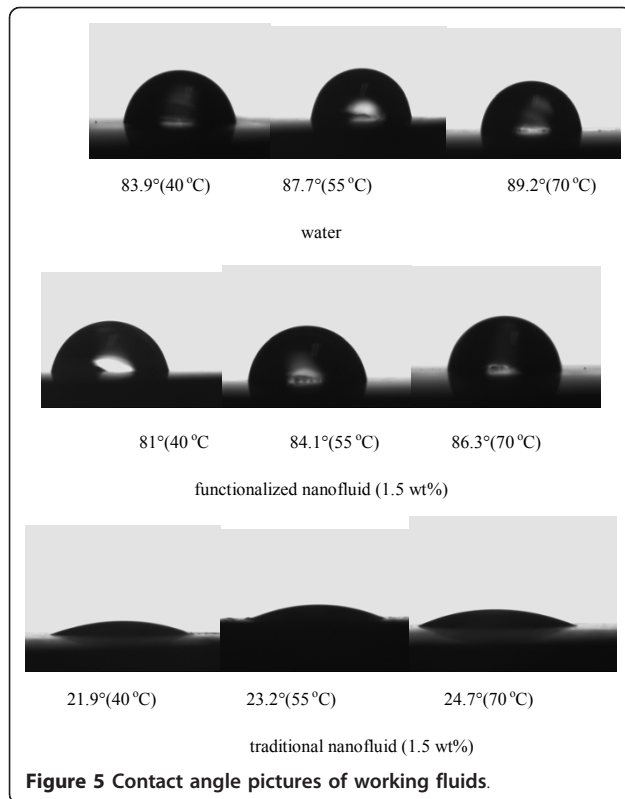 83.9°(40 °C) 87.7°(55 °C) 89.2°(70 °C)
water
81°(40 °C 84.1°(55 °C) 86.3°(70 °C)
functionalized nanofluid (1.5 wt%)
21.9°(40 °C) 23.2°(55 °C) 24.7°(70 °C)
traditional nanofluid (1.5 wt%)
Figure 5 Contact angle pictures of working fluids.